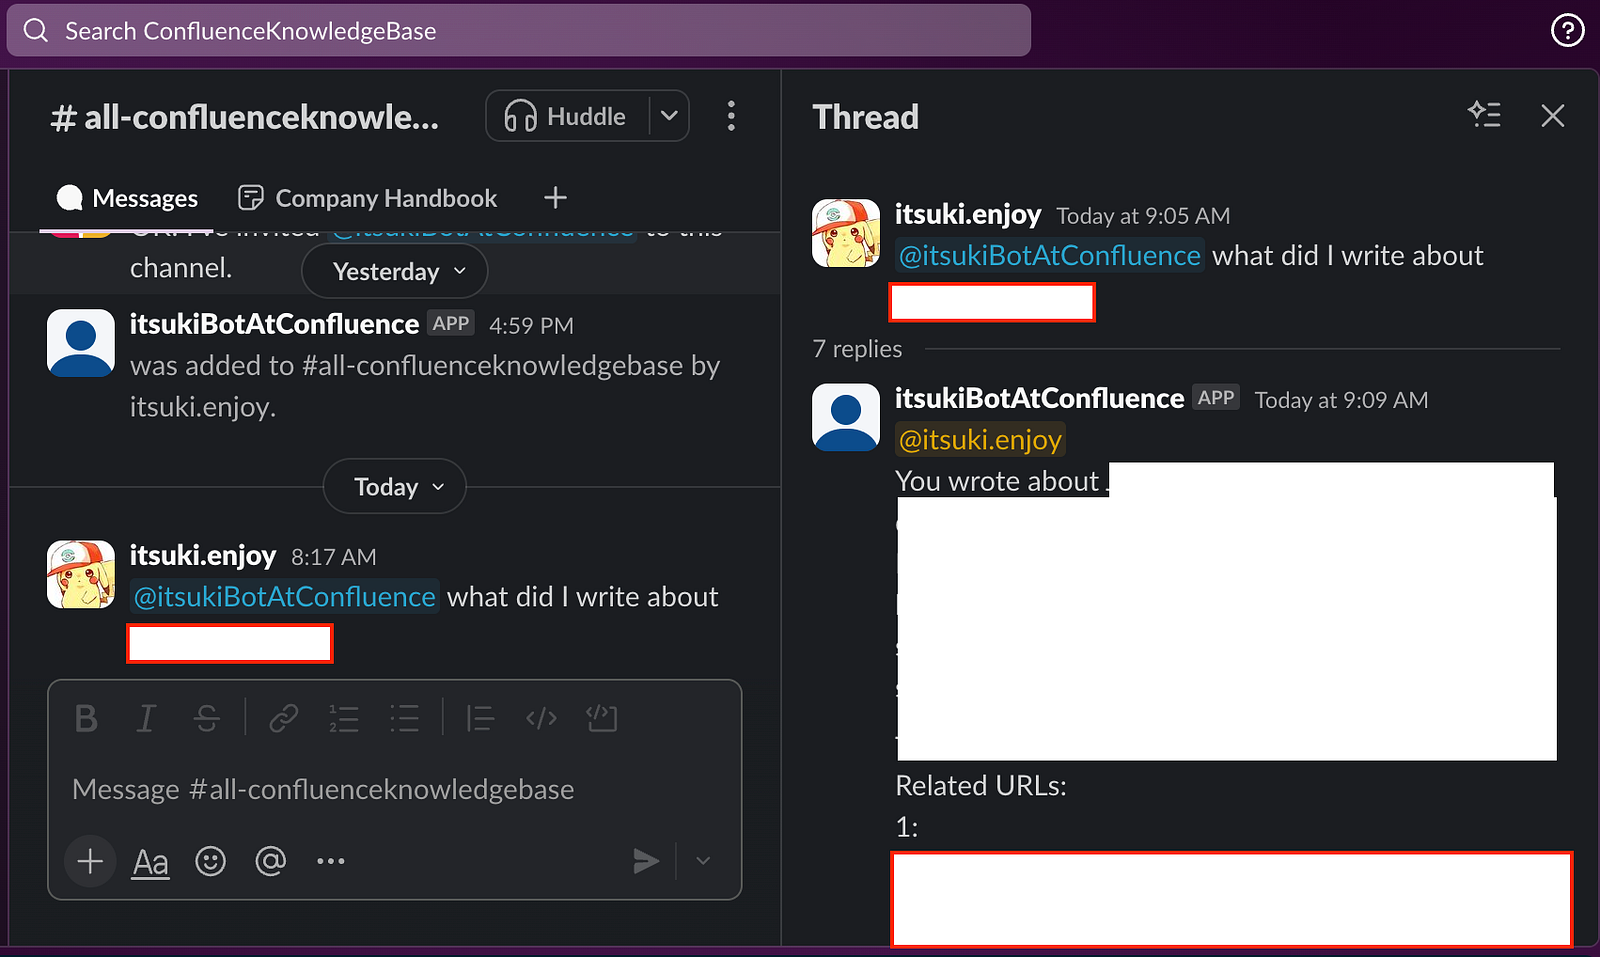 Search ConfluenceKnowledgeBase
# all-confluenceknowle...
Huddle
Messages
Company Handbook
invited @itsukiBotAtConfluence to this
channel.
Yesterday
itsukiBotAtConfluence APP 4:59 PM
was added to #all-confluenceknowledgebase by
itsuki.enjoy.
Today
itsuki.enjoy 8:17 AM
@itsukiBotAtConfluence what did I write about
Message #all-confluenceknowledgebase
Aa
Thread
itsuki.enjoy Today at 9:05 AM
@itsukiBotAtConfluence what did I write about
7 replies
itsukiBotAtConfluence APP Today at 9:09 AM
@itsuki.enjoy
You wrote about
Related URLs:
1: